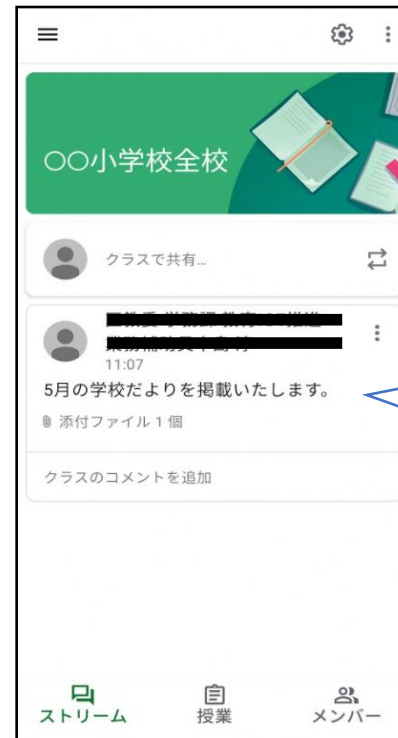 ○○小学校全校
クラスで共有...
11:07
5月の学校だよりを掲載いたします。
添付ファイル 1 個
クラスのコメントを追加
ストリーム
授業
メンバー